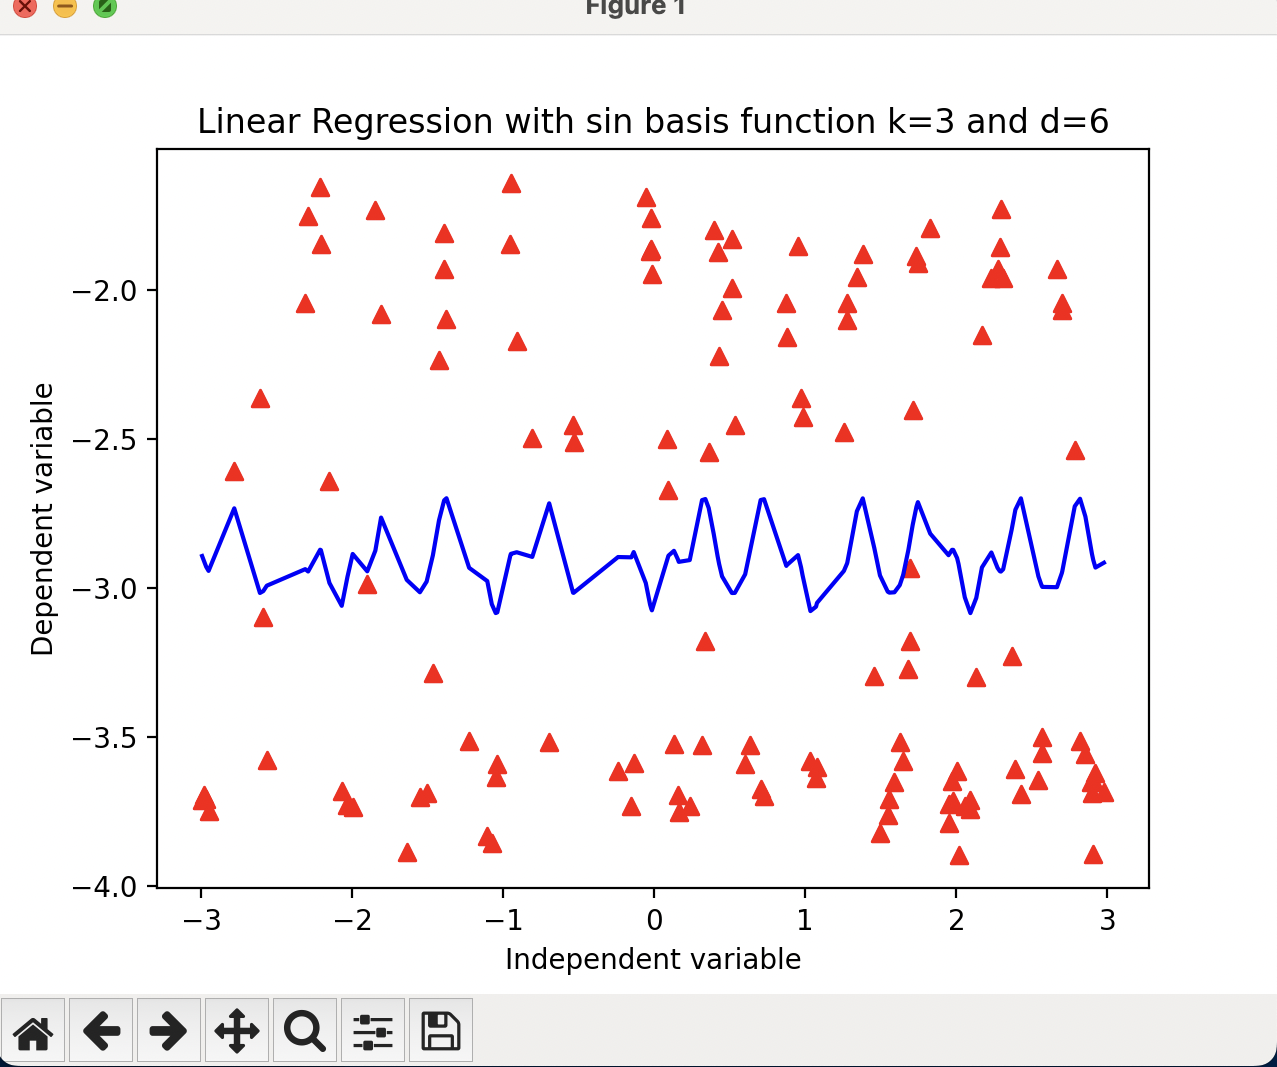 Figure 1
Linear Regression with sin basis function k=3 and d=6
Dependent variable
−2.0
−2.5
−3.0
−3.5
−4.0
−3 −2 −1 0 1 2 3
Independent variable